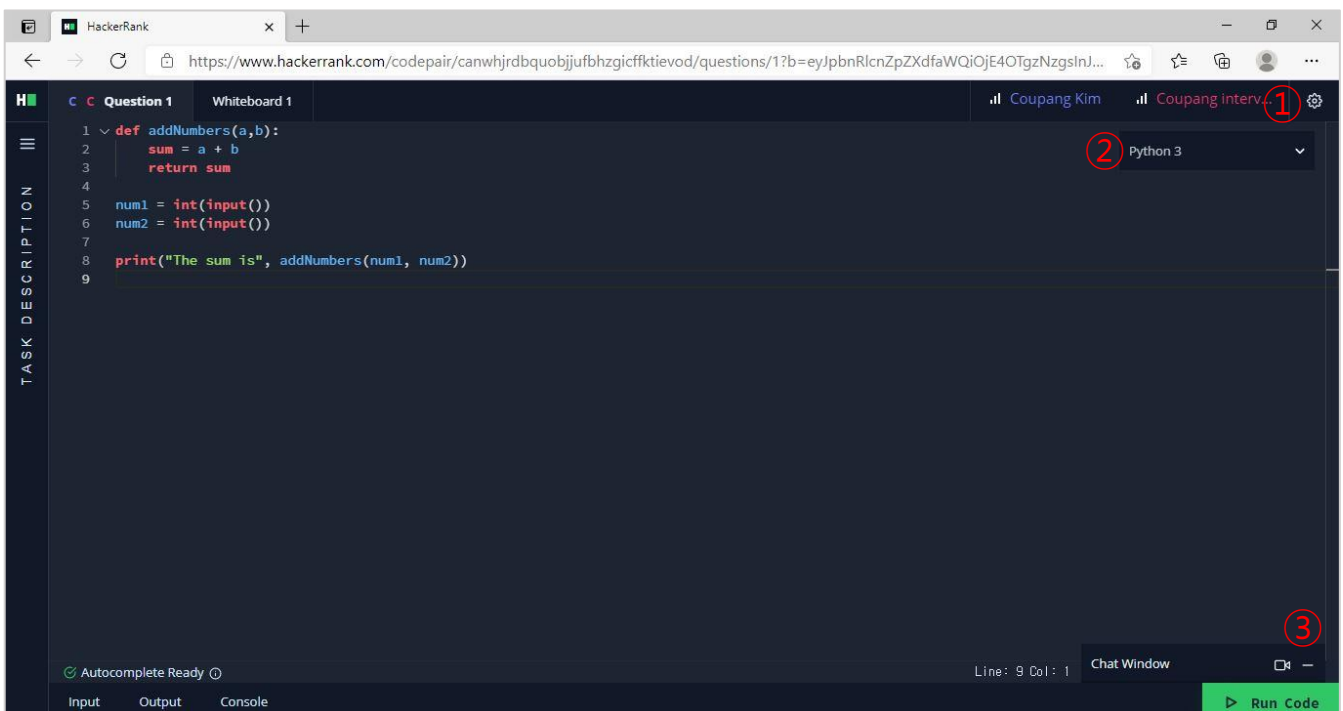 HackerRank
https://www.hackerrank.com/codepair/canwhjrdbquobjjufbhzgicffktievod/questions/1?b=eyJpbnRlcnZpZXdfaWQiOjE4OTgzNzgsInJ...
H C C Question 1 Whiteboard 1 Coupang Kim Coupang interv... ①
② Python 3
TASK DESCRIPTION
1 def addNumbers(a,b):
2 sum = a + b
3 return sum
4
5 num1 = int(input())
6 num2 = int(input())
7
8 print("The sum is", addNumbers(num1, num2))
9
③
Autocomplete Ready Line: 9 Col: 1 Chat Window
Input Output Console Run Code